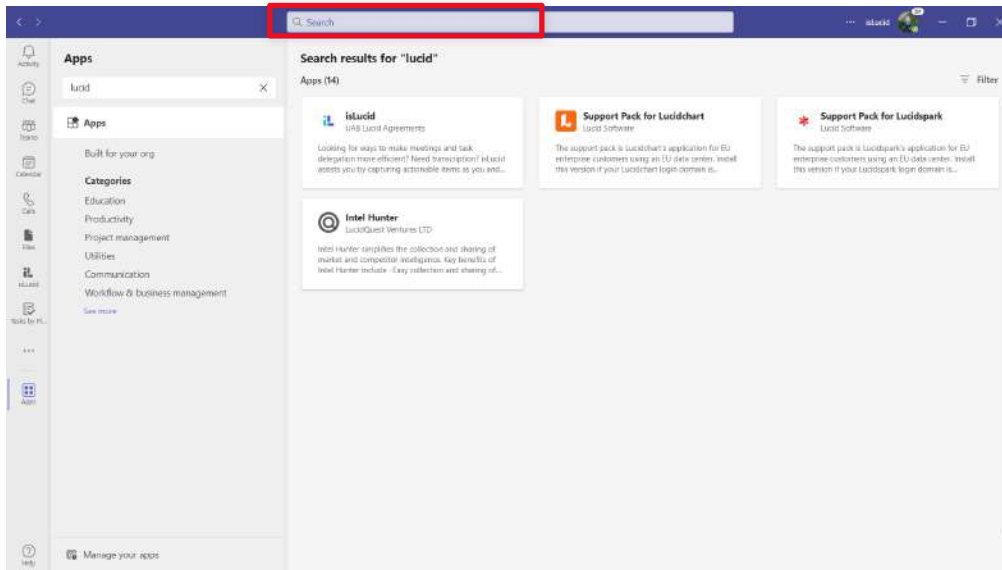 Search
islucid
Activity
Chat
Teams
Calendar
Calls
Files
isLucid
Tasks by Pl...
Apps
Help
Apps
lucid
Apps
Built for your org
Categories
Education
Productivity
Project management
Utilities
Communication
Workflow & business management
See more
Manage your apps
Search results for "lucid"
Apps (14)
Filter
isLucid
UAB Lucid Agreements
Looking for ways to make meetings and task
delegation more efficient? Need transcription? isLucid
assists you by capturing actionable items as you and...
Support Pack for Lucidchart
Lucid Software
The support pack is Lucidchart's application for EU
enterprise customers using an EU data center. Install
this version if your Lucidchart login domain is...
Support Pack for Lucidspark
Lucid Software
The support pack is Lucidspark's application for EU
enterprise customers using an EU data center. Install
this version if your Lucidspark login domain is...
Intel Hunter
LucidQuest Ventures LTD
Intel Hunter simplifies the collection and sharing of
market and competitor intelligence. Key benefits of
Intel Hunter include - Easy collection and sharing of...